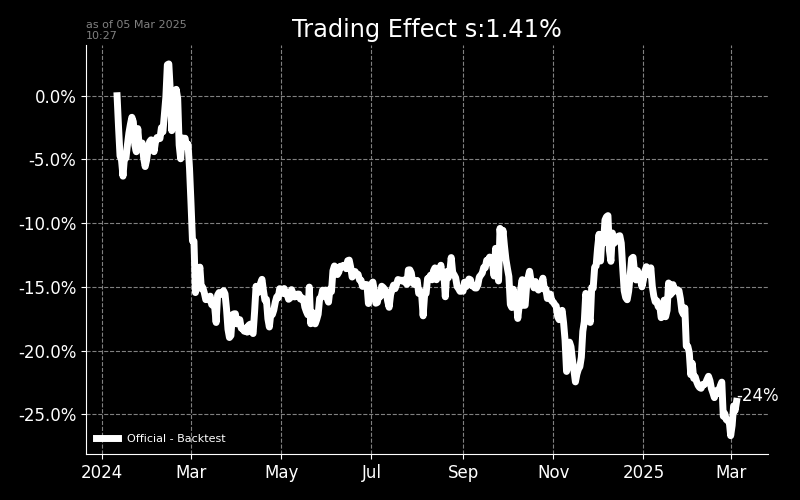 as of 05 Mar 2025
10:27
Trading Effect s:1.41%
0.0%
-5.0%
-10.0%
-15.0%
-20.0%
-25.0%
-24%
Official - Backtest
2024 Mar May Jul Sep Nov 2025 Mar